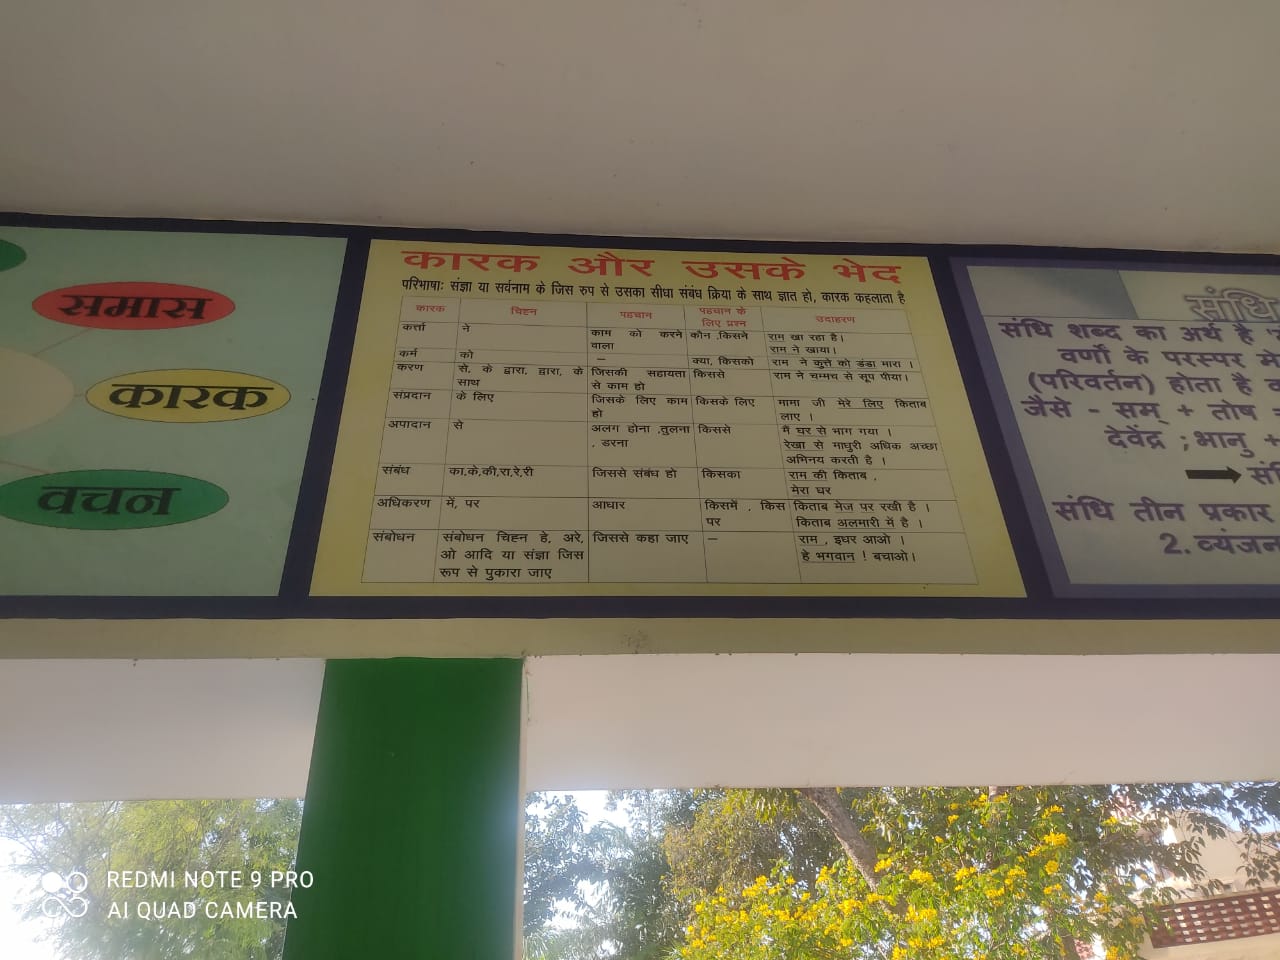 समास
कारक
वचन
कारक और उसके भेद
परिभाषाः संज्ञा या सर्वनाम के जिस रुप से उसका सीधा संबंध क्रिया के साथ ज्ञात हो, कारक कहलाता है
कारक चिह्न पहचान पहचान के लिए प्रश्न उदाहरण
कर्त्ता ने काम को करने वाला कौन ,किसने राम खा रहा है।
राम ने खाया।
कर्म को – क्या, किसको राम ने कुत्ते को डंडा मारा ।
करण से, के द्वारा, द्वारा, के साथ जिसकी सहायता से काम हो किससे राम ने चम्मच से सूप पीया।
संप्रदान के लिए जिसके लिए काम हो किसके लिए मामा जी मेरे लिए किताब लाए ।
अपादान से अलग होना ,तुलना , डरना किससे मैं घर से भाग गया ।
रेखा से माधुरी अधिक अच्छा अभिनय करती है ।
संबंध का,के,की,रा,रे,री जिससे संबंध हो किसका राम की किताब ,
मेरा घर
अधिकरण में, पर आधार किसमें , किस पर किताब मेज पर रखी है ।
किताब अलमारी में है ।
संबोधन संबोधन चिह्न हे, अरे, ओ आदि या संज्ञा जिस रूप से पुकारा जाए जिससे कहा जाए – राम , इधर आओ ।
हे भगवान ! बचाओ।
संधि
संधि शब्द का अर्थ है
वर्णों के परस्पर
(परिवर्तन) होता है
जैसे - सम् + तोष =
देवेंद्र ; भानु +
संधि तीन प्रकार
2. व्यंजन
REDMI NOTE 9 PRO
AI QUAD CAMERA